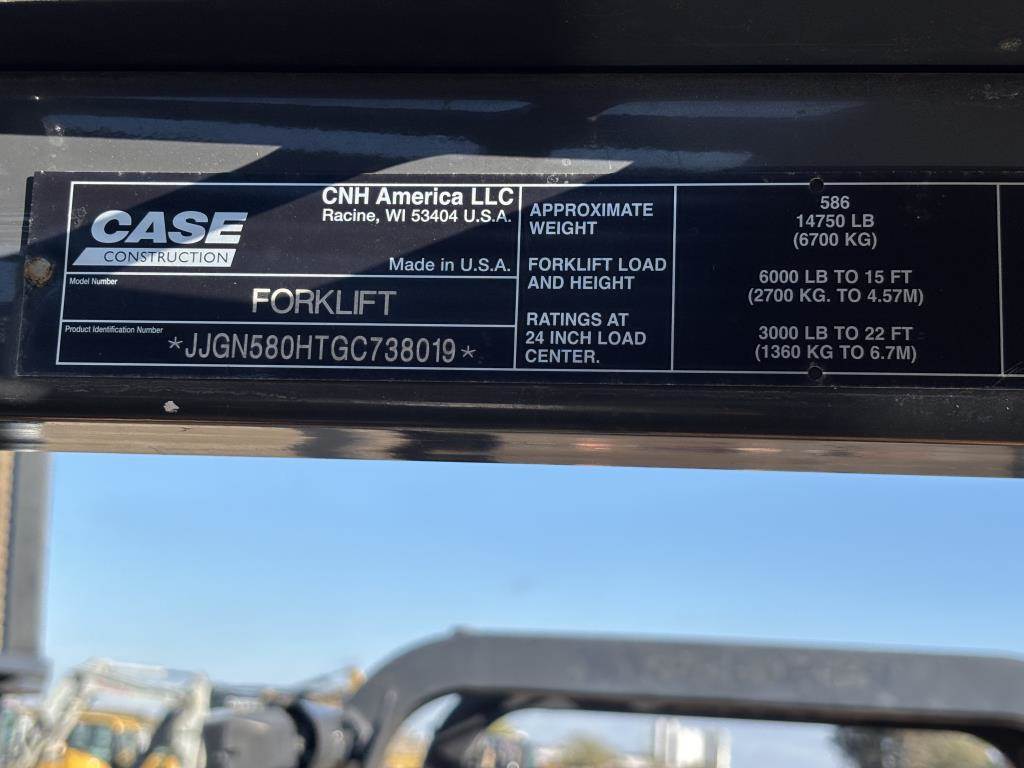 CASE
CONSTRUCTION
CNH America LLC
Racine, WI 53404 U.S.A.
Made in U.S.A.
Model Number
FORKLIFT
Product Identification Number
*JJGN580HTGC738019*
APPROXIMATE
WEIGHT
FORKLIFT LOAD
AND HEIGHT
RATINGS AT
24 INCH LOAD
CENTER.
586
14750 LB
(6700 KG)
6000 LB TO 15 FT
(2700 KG. TO 4.57M)
3000 LB TO 22 FT
(1360 KG TO 6.7M)